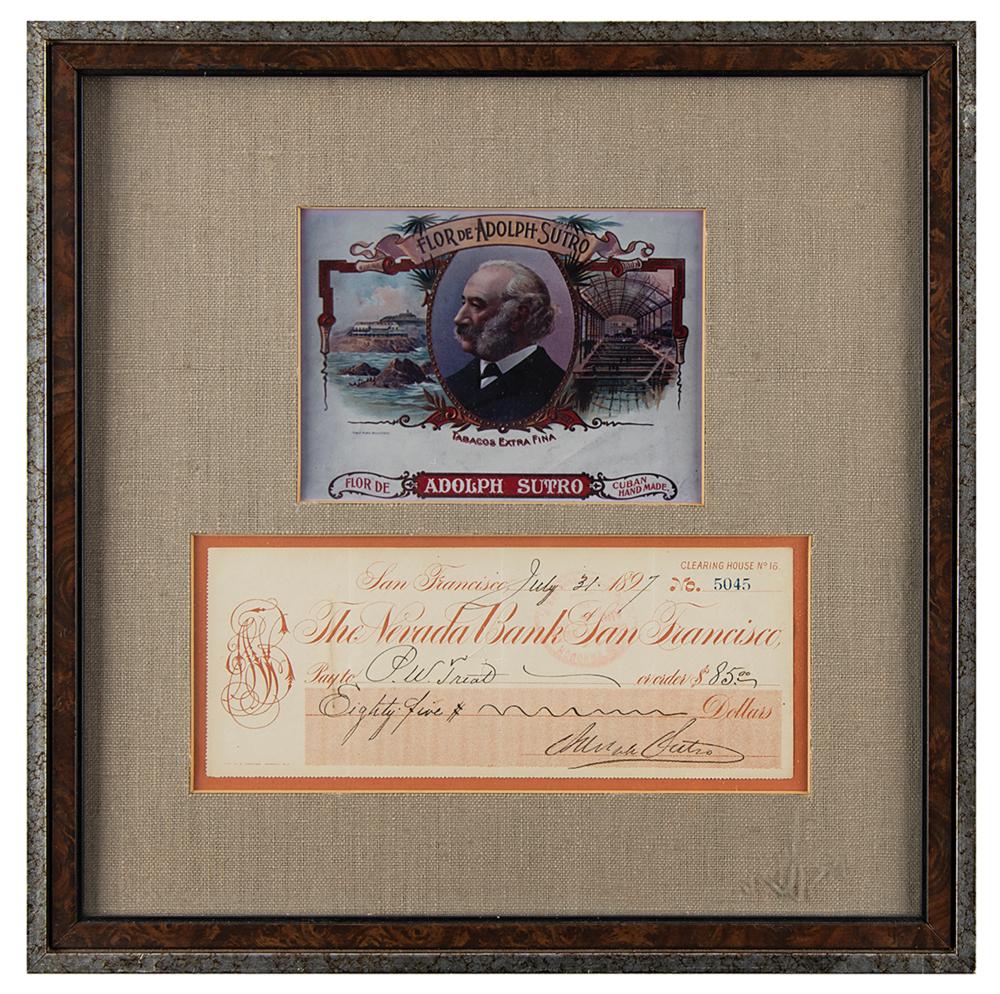 FLOR DE ADOLPH SUTRO
TABACOS EXTRA FINA
FLOR DE ADOLPH SUTRO CUBAN HAND MADE.
CLEARING HOUSE Nº 16
San Francisco, July 31 1897 No. 5045
The Nevada Bank of San Francisco,
Pay to P. W. Treat or order $85.00
Eighty five Dollars
Sutro